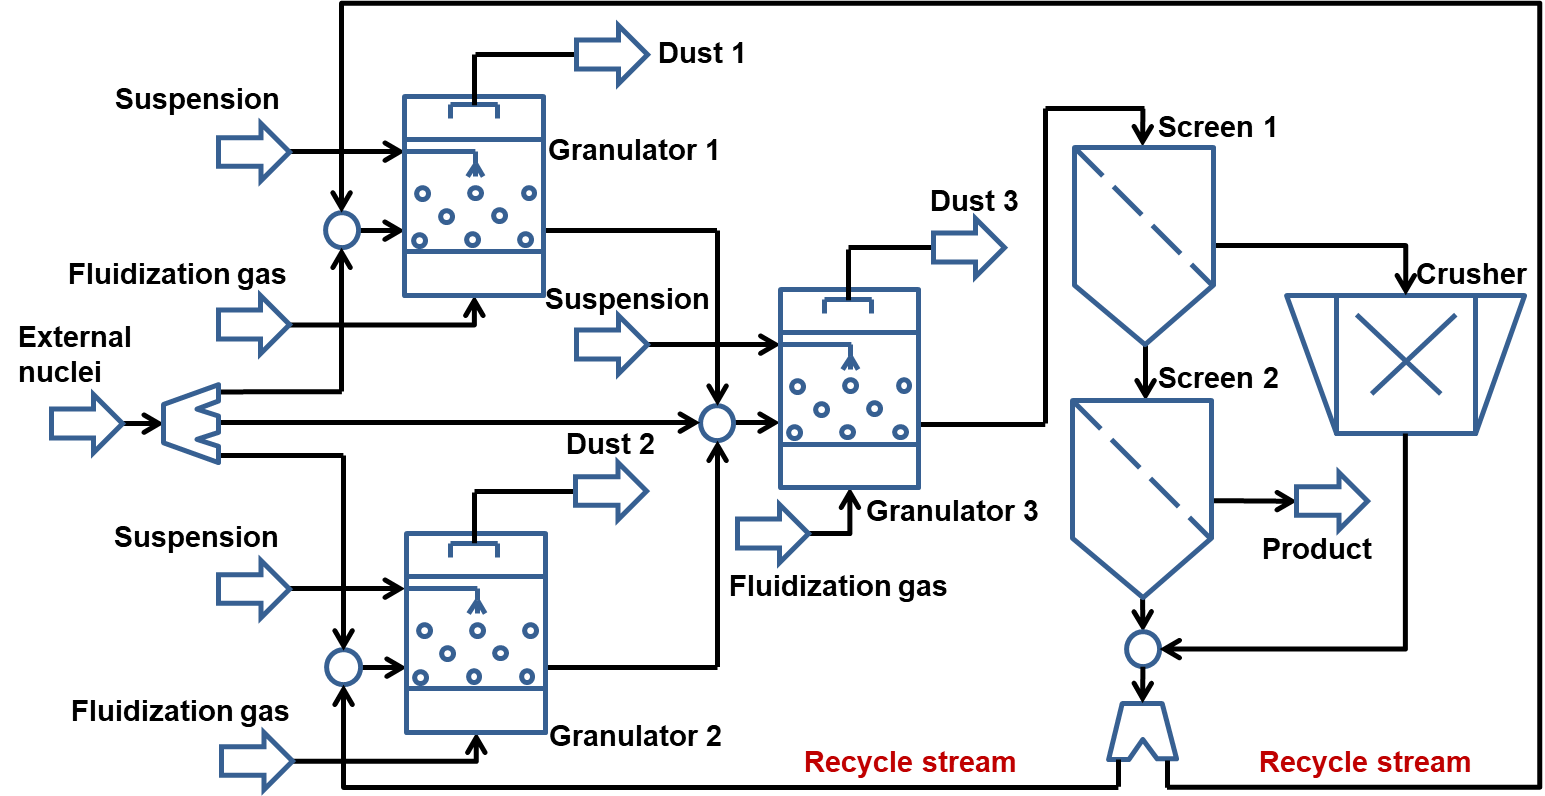 Dust 1
Suspension
Screen 1
Granulator 1
Dust 3
Fluidization gas
Crusher
Suspension
External
nuclei
Screen 2
Dust 2
Granulator 3
Suspension
Product
Fluidization gas
Fluidization gas
Granulator 2
Recycle stream
Recycle stream